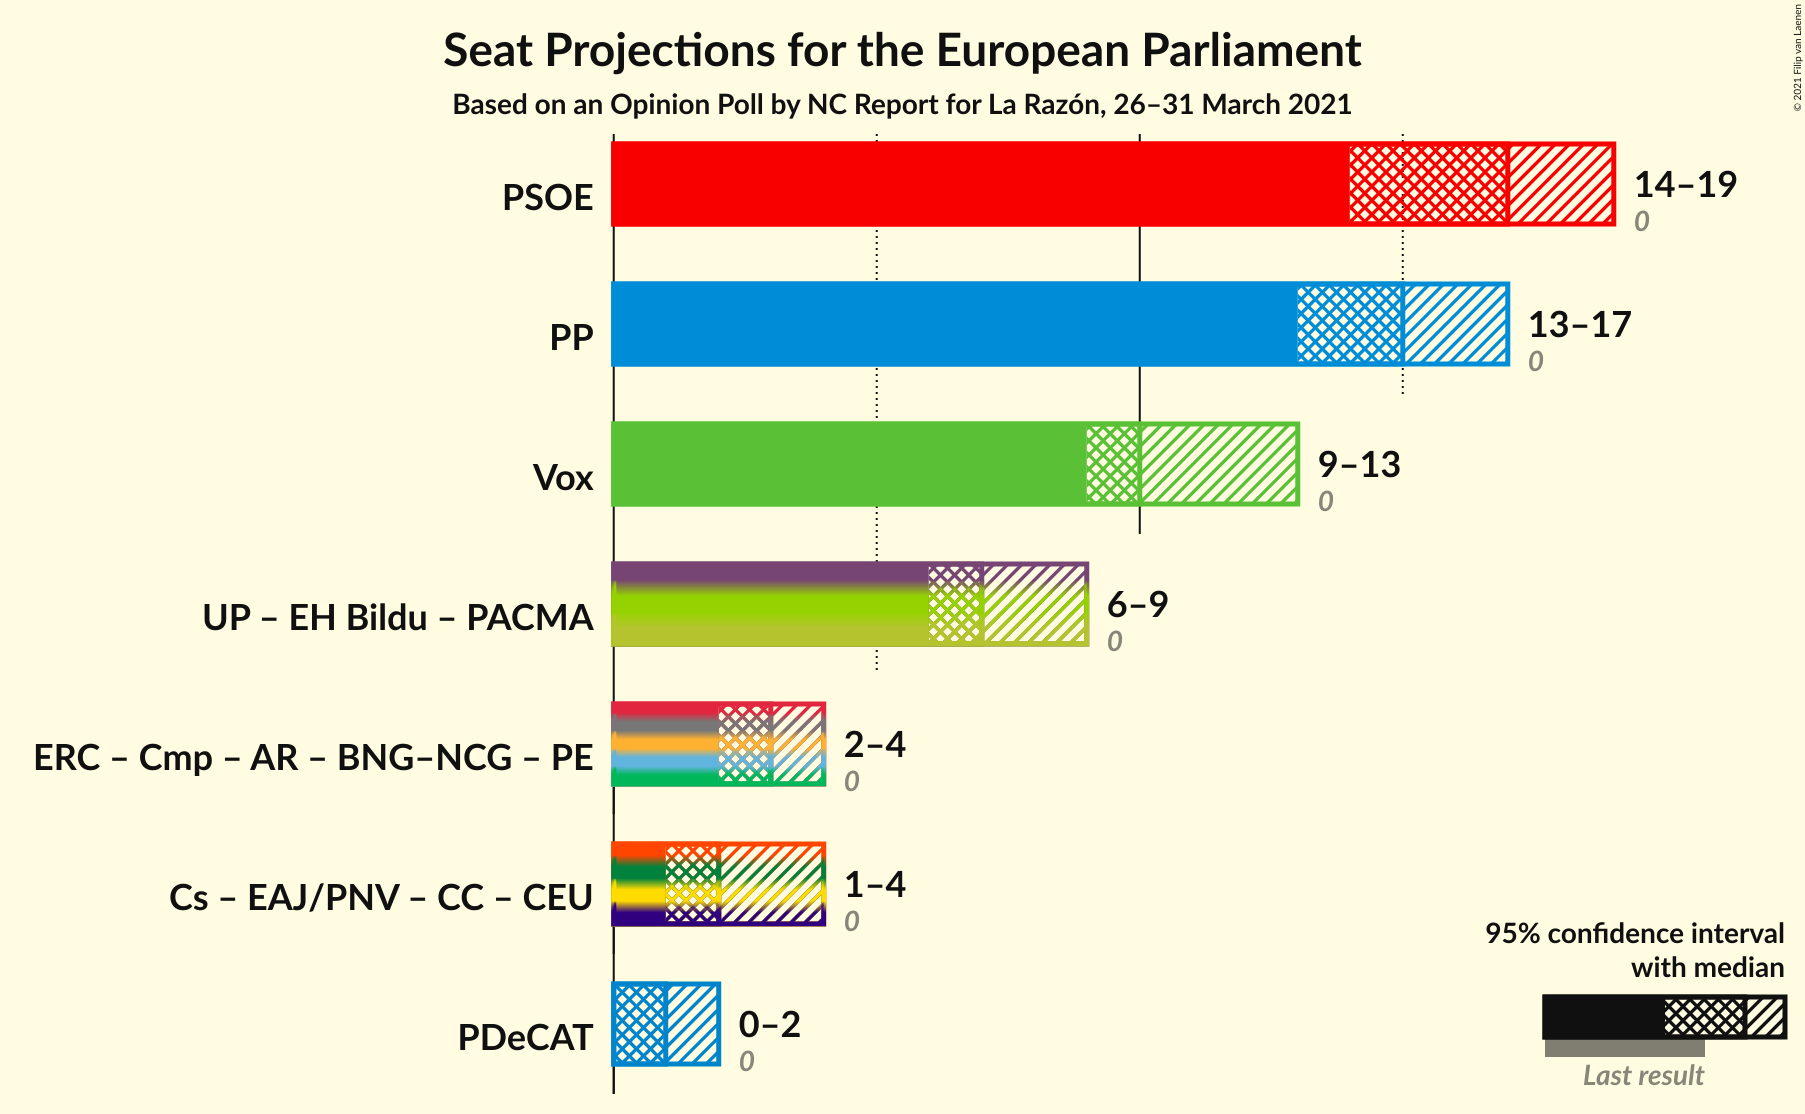 Seat Projections for the European Parliament
Based on an Opinion Poll by NC Report for La Razón, 26–31 March 2021
© 2021 Filip van Laenen
PSOE
14–19
0
PP
13–17
0
Vox
9–13
0
UP – EH Bildu – PACMA
6–9
0
ERC – Cmp – AR – BNG–NCG – PE
2–4
0
Cs – EAJ/PNV – CC – CEU
1–4
0
PDeCAT
0–2
0
95% confidence interval
with median
Last result